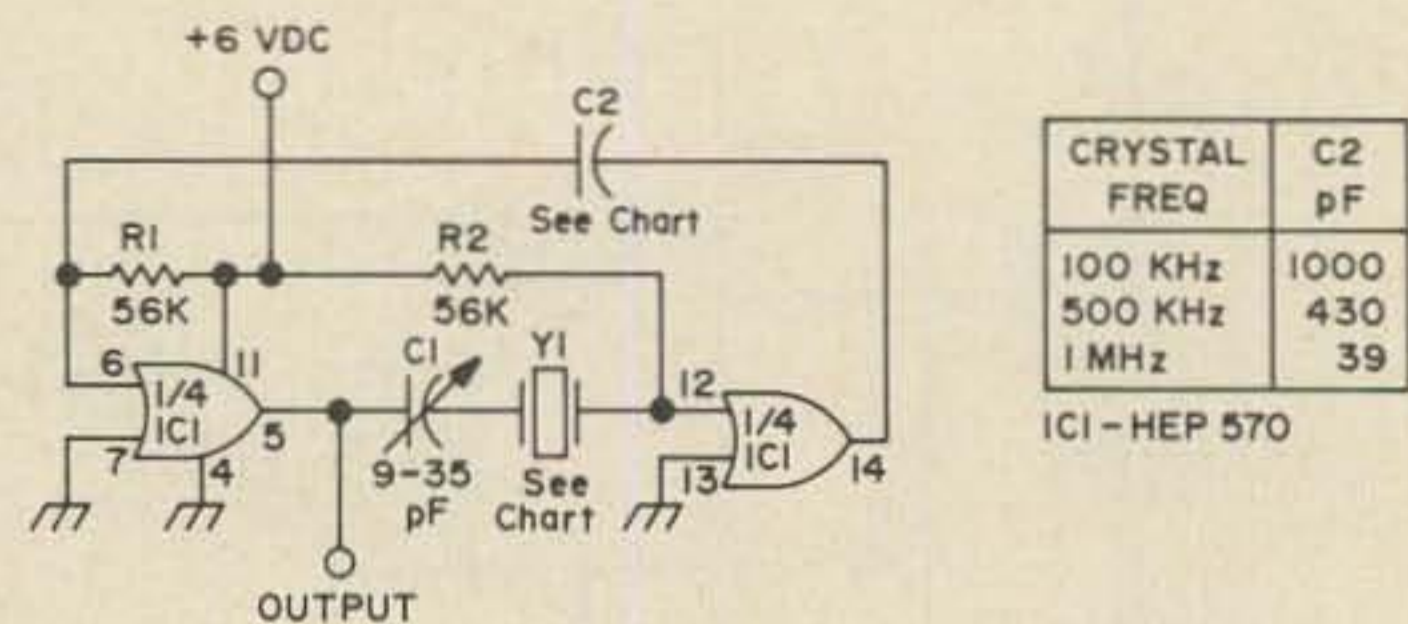 +6 VDC
C2
See Chart
R1
56K
R2
56K
6
11
1/4
IC1
7
4
5
C1
9-35
pF
Y1
See
Chart
12
1/4
IC1
13
14
OUTPUT
CRYSTAL FREQ C2 pF
100 KHz 1000
500 KHz 430
1 MHz 39
IC1 - HEP 570